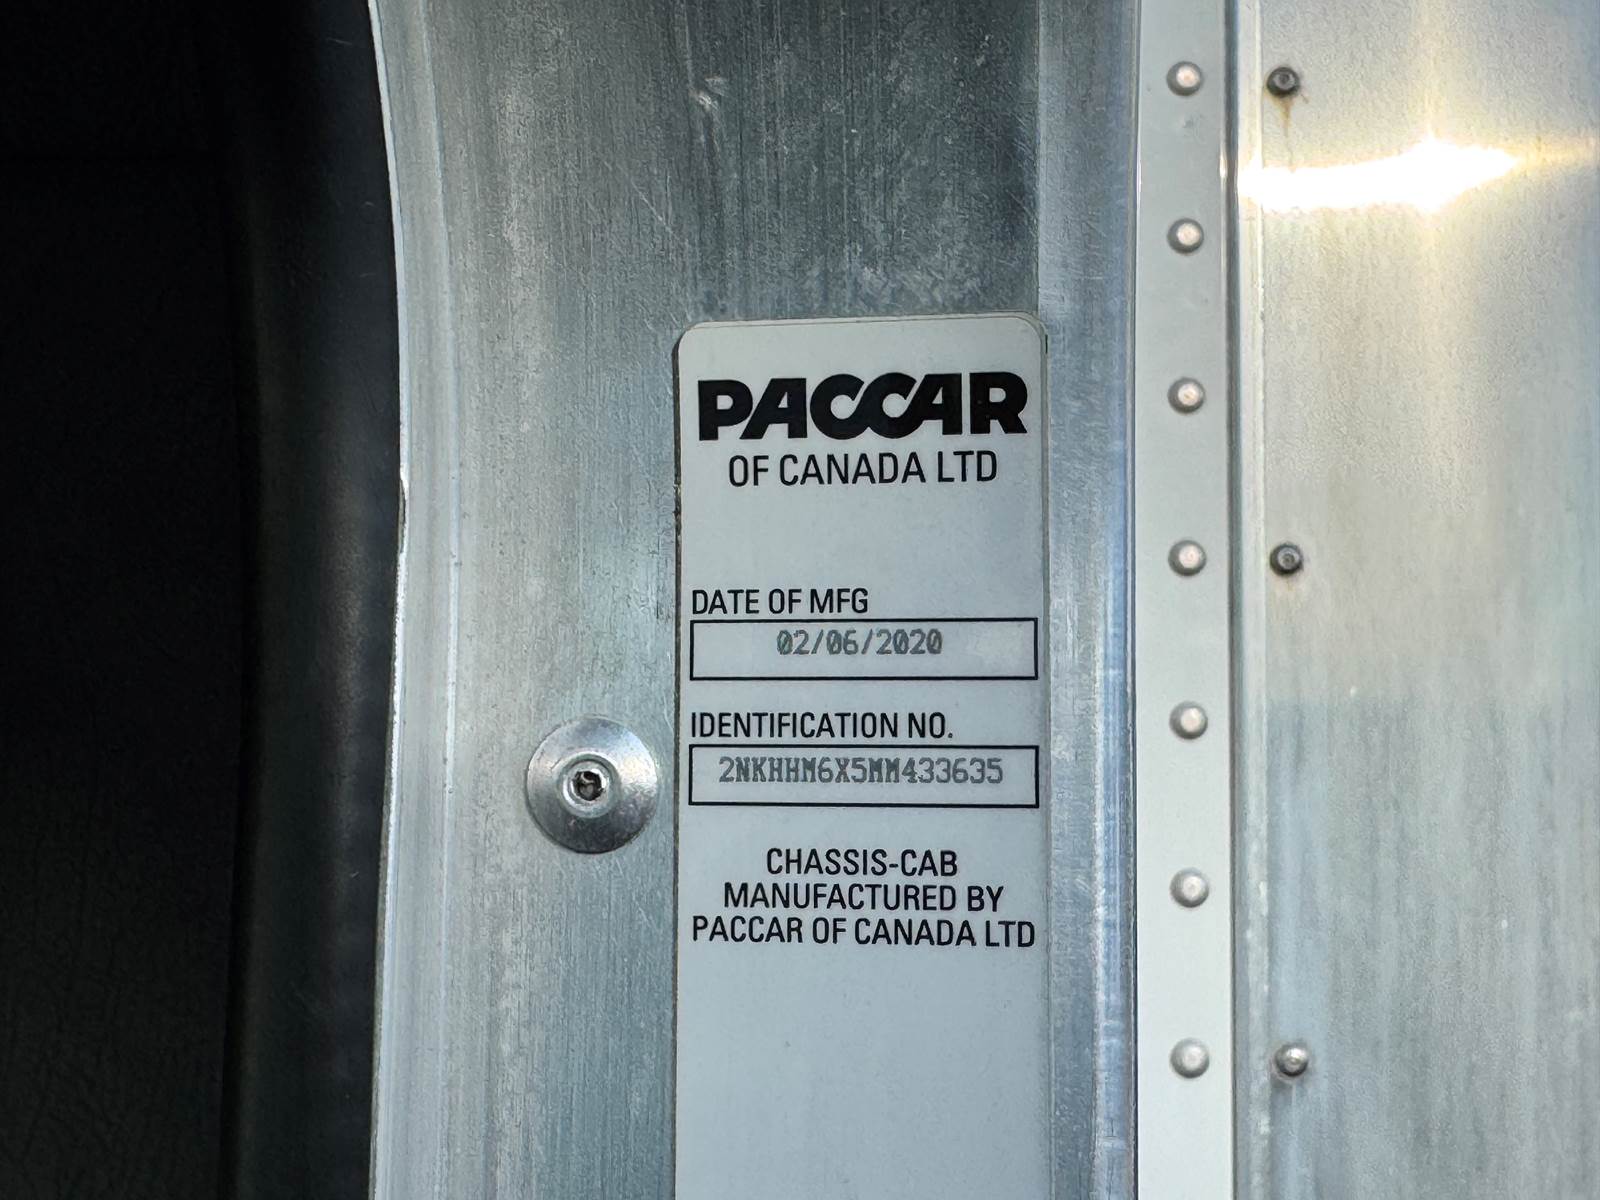 PACCAR
OF CANADA LTD
DATE OF MFG
02/06/2020
IDENTIFICATION NO.
2NKHHM6X5MM433635
CHASSIS-CAB
MANUFACTURED BY
PACCAR OF CANADA LTD